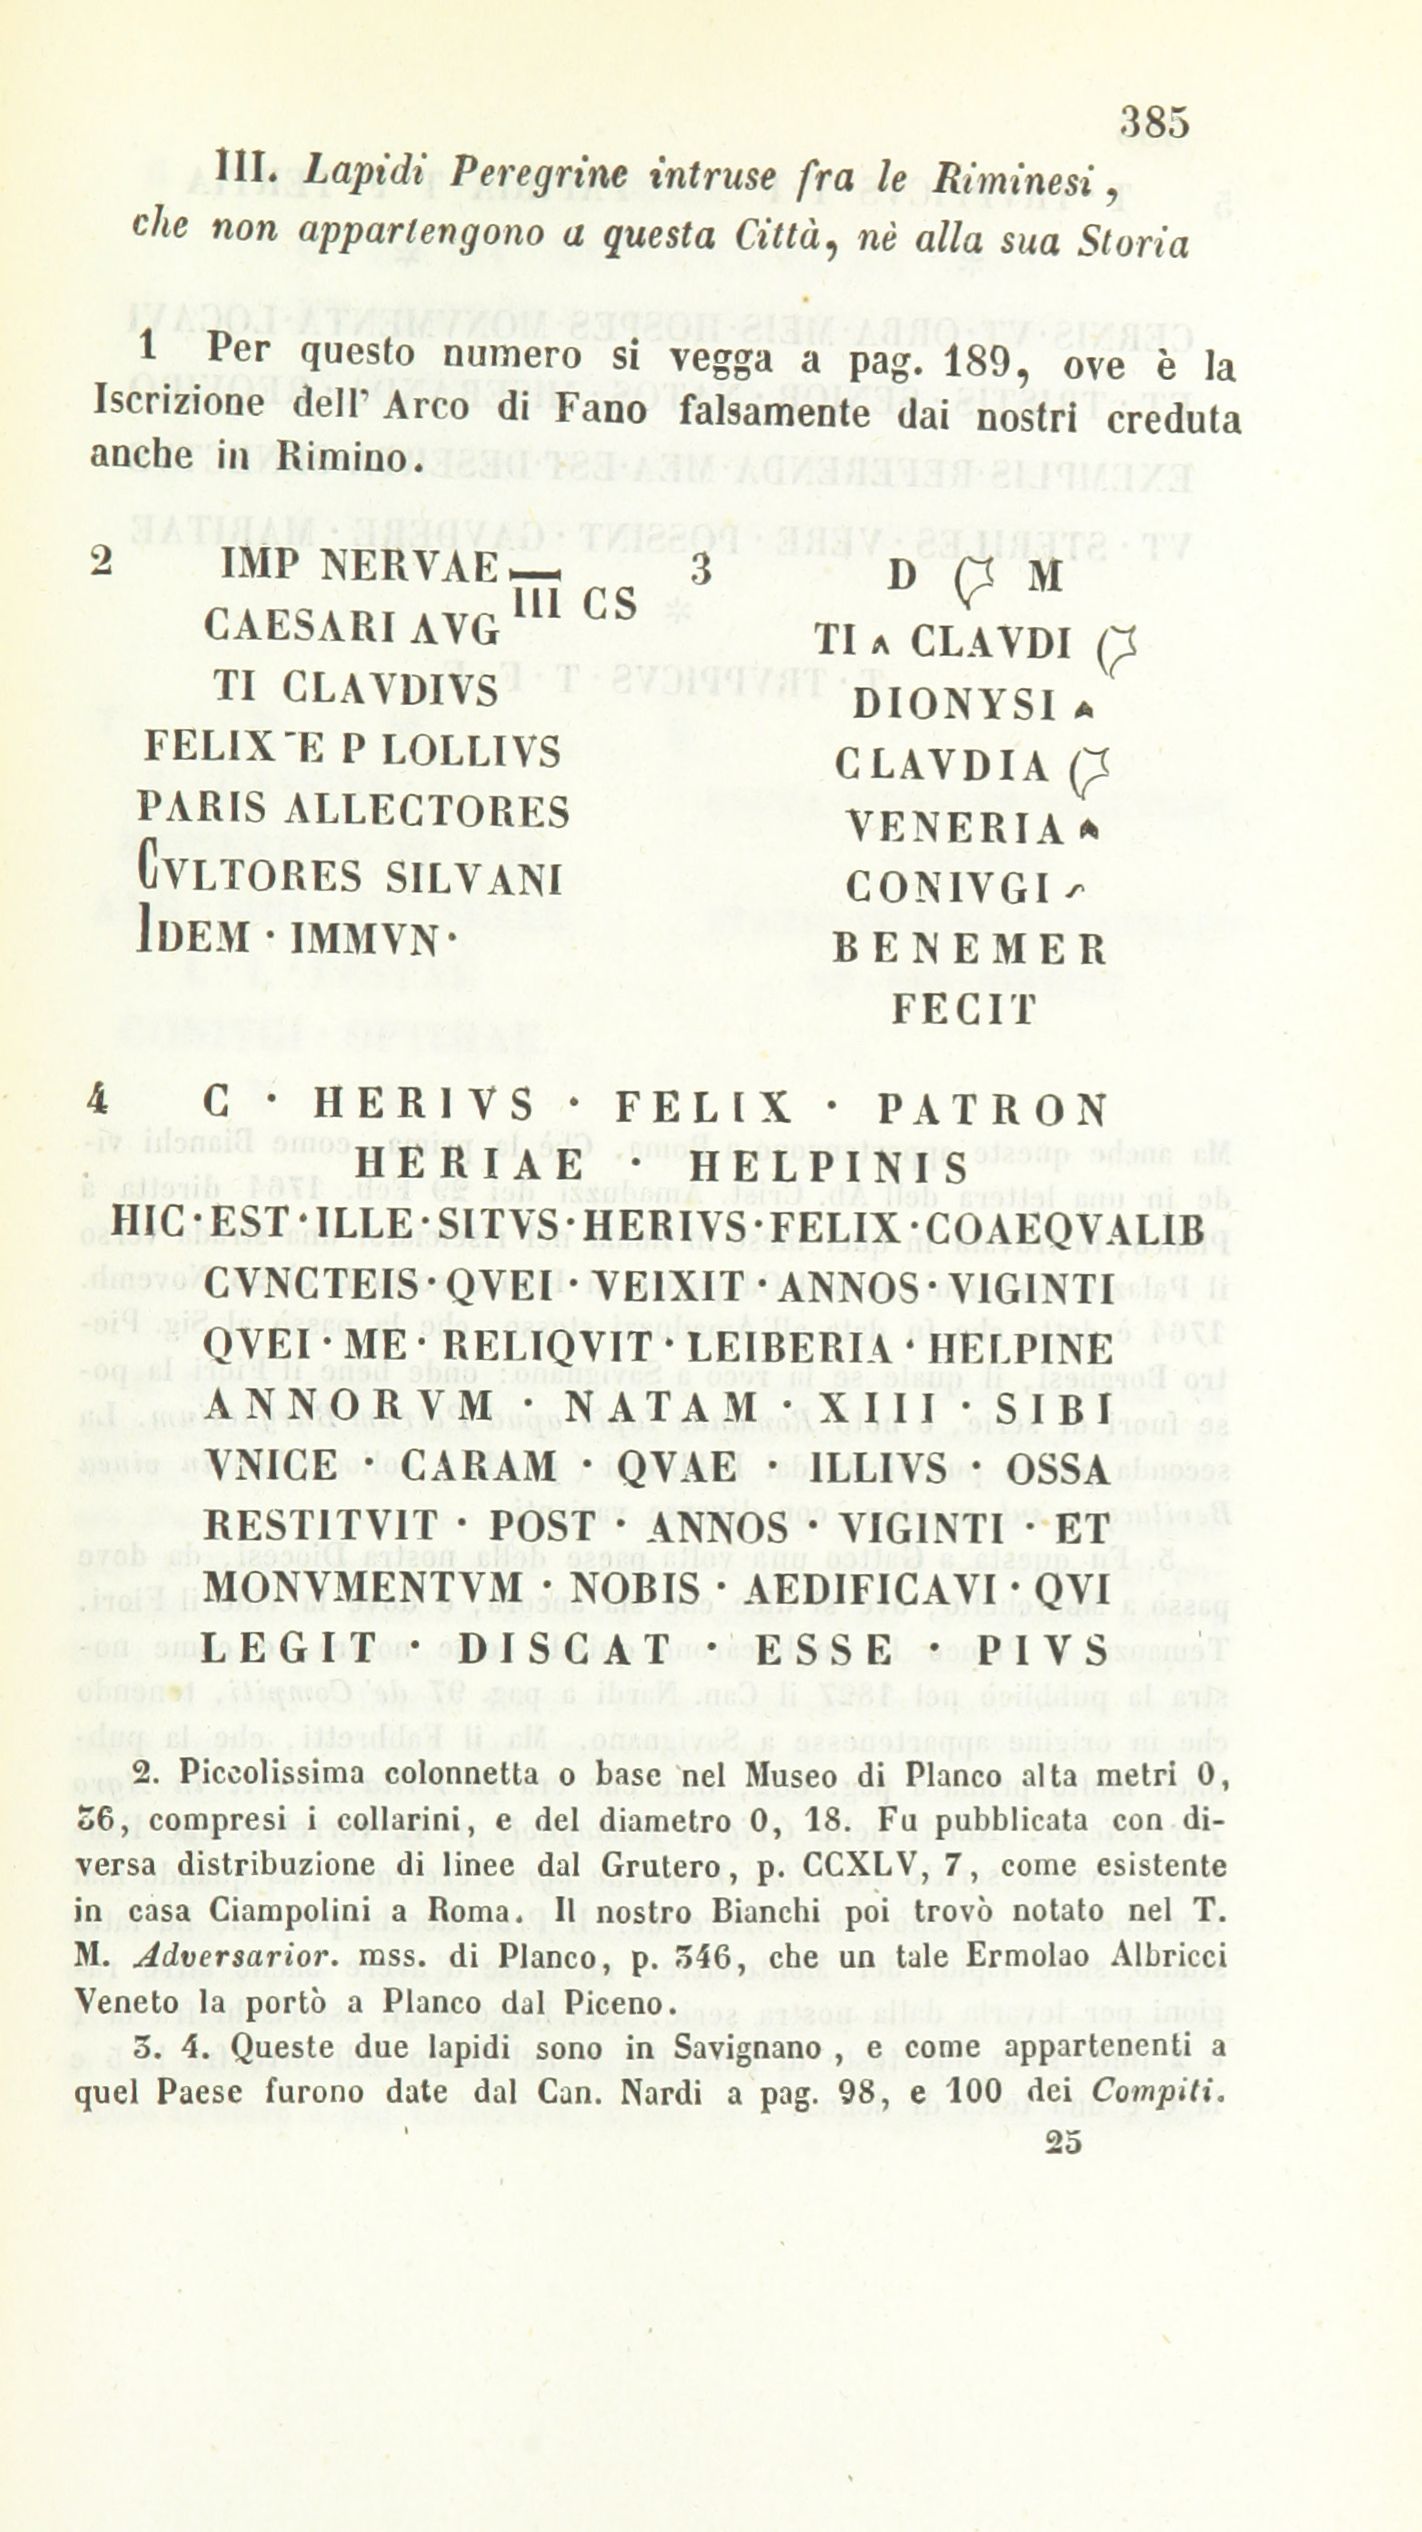 385
III. Lapidi Peregrine intruse fra le Riminesi,
che non appartengono a questa Città, nè alla sua Storia
1 Per questo numero si vegga a pag. 189, ove è la
Iscrizione dell' Arco di Fano falsamente dai nostri creduta
anche in Rimino.
2 IMP NERVAE
III CS
CAESARI AVG
TI CLAVDIVS
FELIX E P LOLLIVS
PARIS ALLECTORES
CVLTORES SILVANI
IDEM · IMMVN ·
3 D M
TI CLAVDI
DIONYSI
CLAVDIA
VENERIA
CONIVGI
BENEMER
FECIT
4 C · HERIVS · FELIX · PATRON
HERIAE · HELPINIS
HIC · EST · ILLE · SITVS · HERIVS · FELIX · COAEQVALIB
CVNCTEIS · QVEI · VEIXIT · ANNOS · VIGINTI
QVEI · ME · RELIQVIT · LEIBERIA · HELPINE
ANNORVM · NATAM · XIII · SIBI
VNICE · CARAM · QVAE · ILLIVS · OSSA
RESTITVIT · POST · ANNOS · VIGINTI · ET
MONVMENTVM · NOBIS · AEDIFICAVI · QVI
LEGIT · DISCAT · ESSE · PIVS
2. Piccolissima colonnetta o base nel Museo di Planco alta metri 0,
36, compresi i collarini, e del diametro 0, 18. Fu pubblicata con di-
versa distribuzione di linee dal Grutero, p. CCXLV, 7, come esistente
in casa Ciampolini a Roma. Il nostro Bianchi poi trovò notato nel T.
M. Adversarior. mss. di Planco, p. 346, che un tale Ermolao Albricci
Veneto la portò a Planco dal Piceno.
3. 4. Queste due lapidi sono in Savignano, e come appartenenti a
quel Paese furono date dal Can. Nardi a pag. 98, e 100 dei Compiti.
25